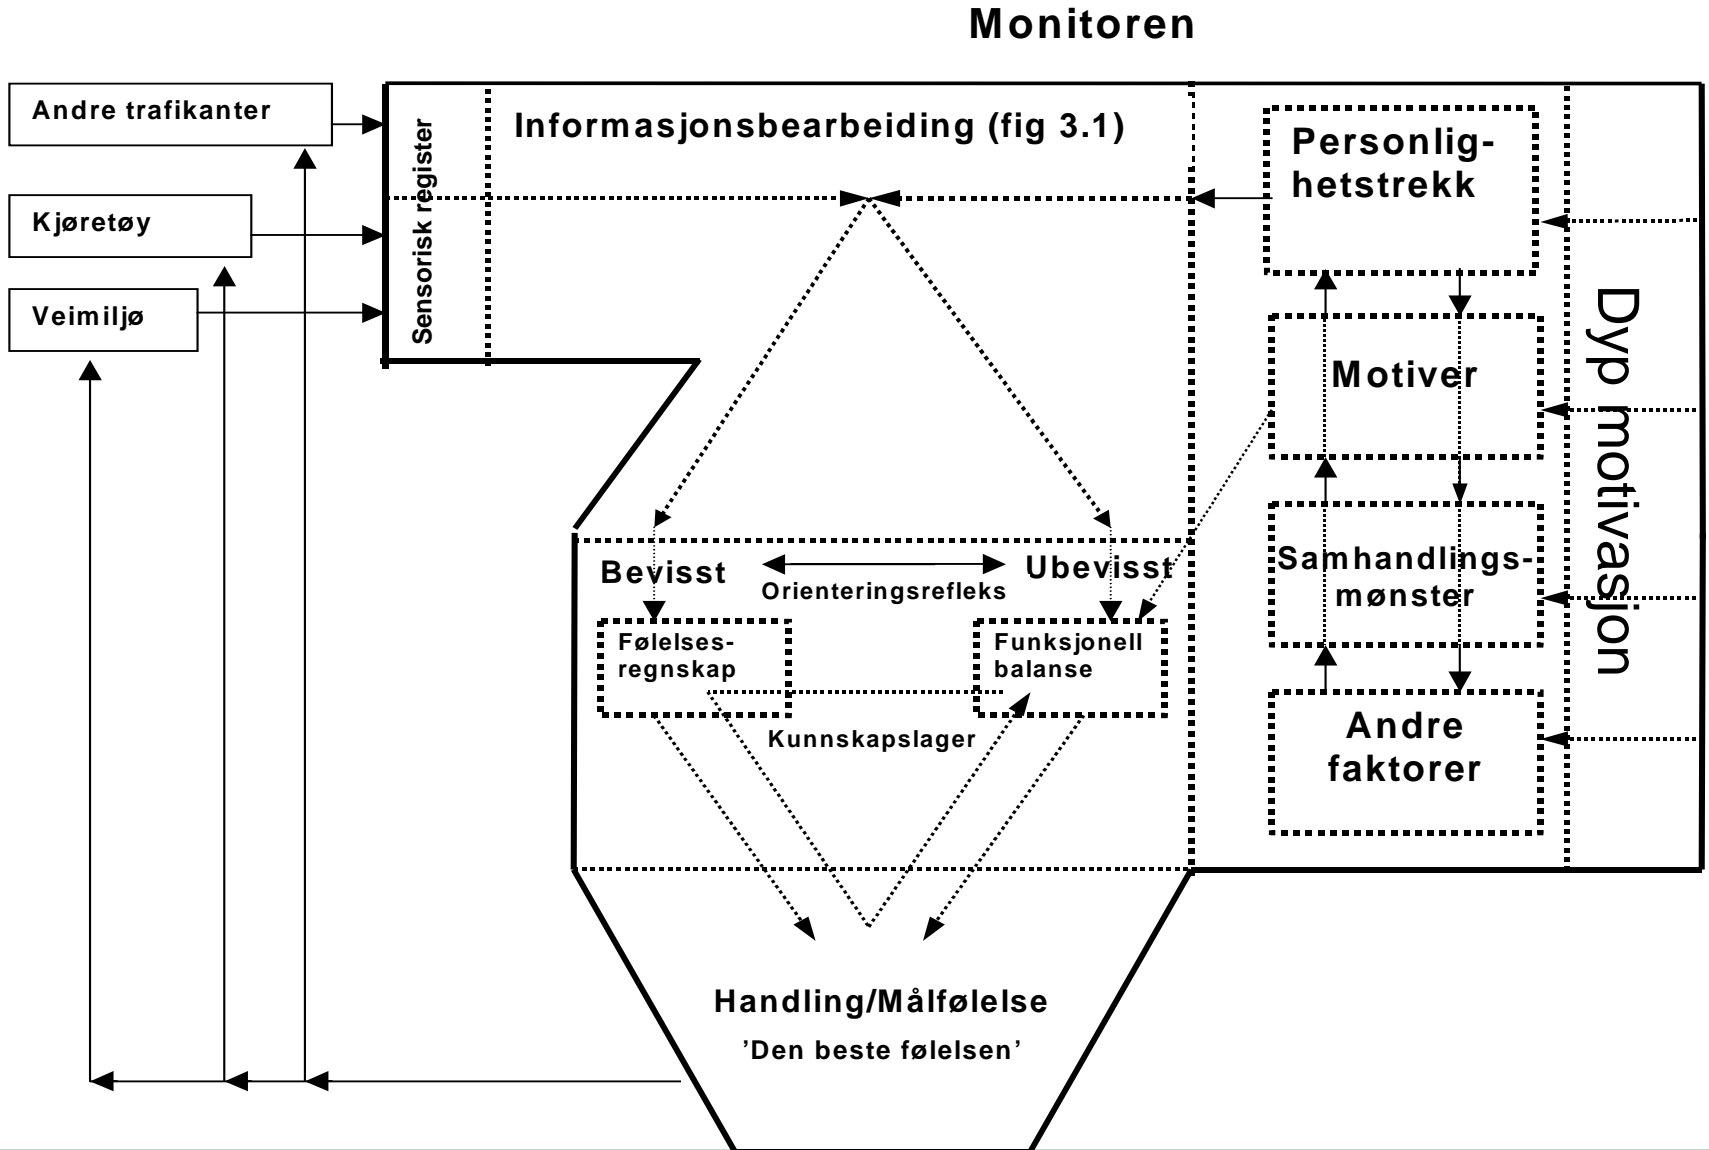 Monitoren
Andre trafikanter
Kjøretøy
Veimiljø
Sensorisk register
Informasjonsbearbeiding (fig 3.1)
Personlig-
hetstrekk
Motiver
Samhandlings-
mønster
Andre
faktorer
Dyp motivasjon
Bevisst
Ubevisst
Orienteringsrefleks
Følelses-
regnskap
Funksjonell
balanse
Kunnskapslager
Handling/Målfølelse
’Den beste følelsen’